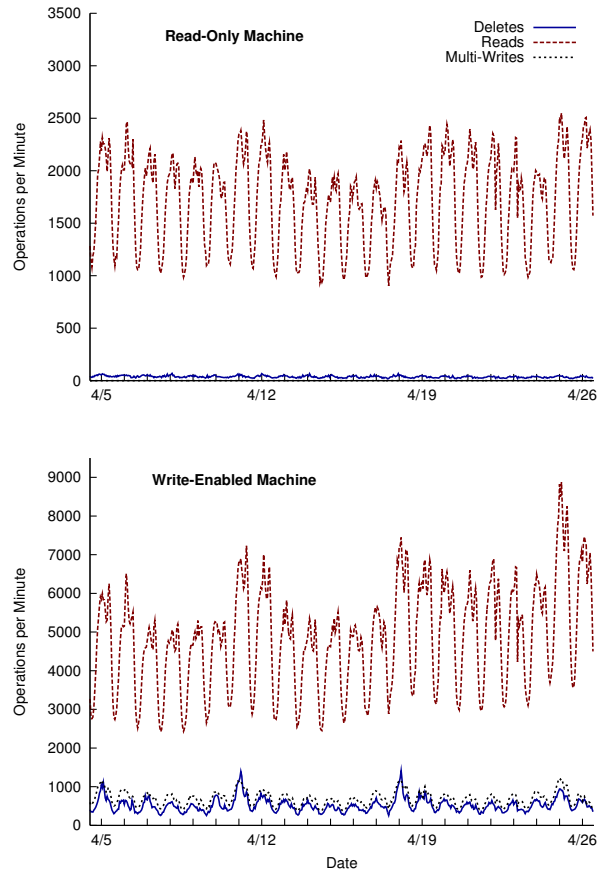 Read-Only Machine
Deletes
Reads
Multi-Writes
3500
3000
2500
2000
1500
1000
500
0
Operations per Minute
4/5 4/12 4/19 4/26
Write-Enabled Machine
9000
8000
7000
6000
5000
4000
3000
2000
1000
0
Operations per Minute
4/5 4/12 4/19 4/26
Date